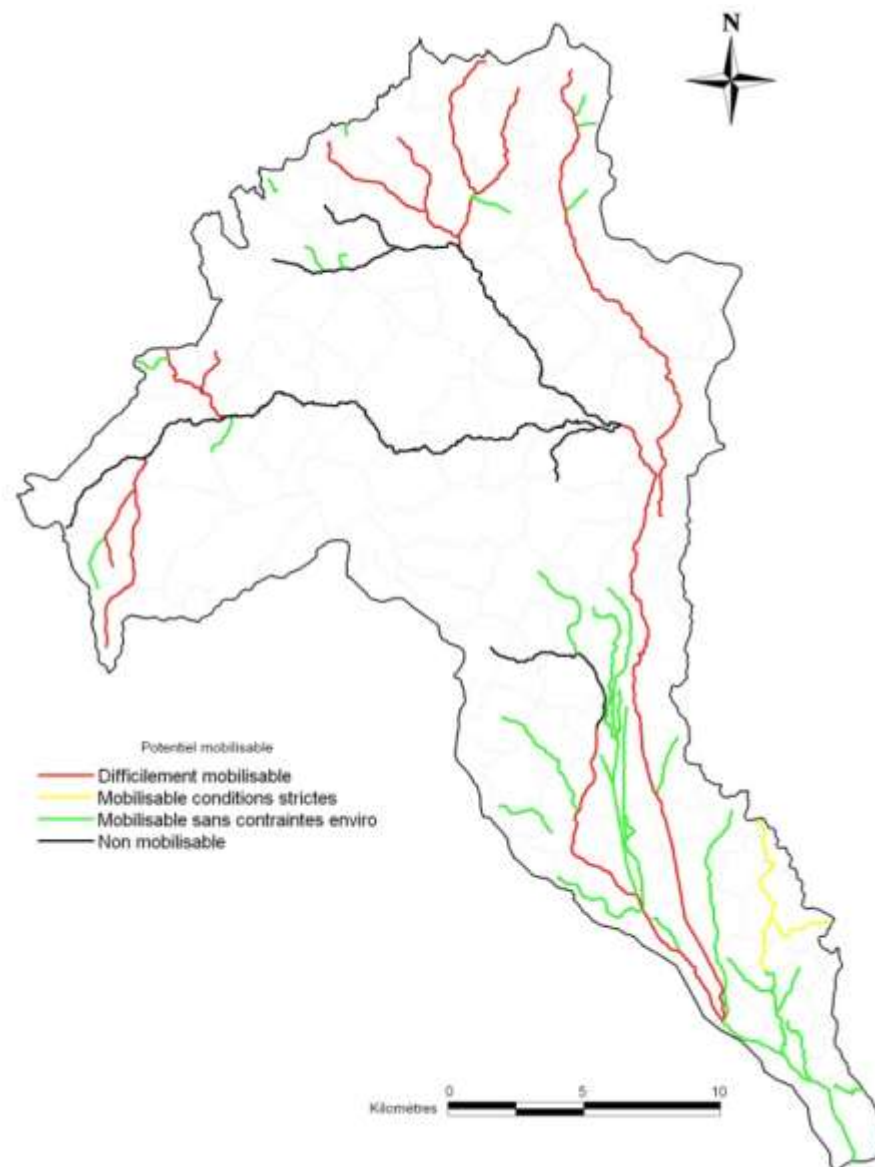 N
Potentiel mobilisable
Difficilement mobilisable
Mobilisable conditions strictes
Mobilisable sans contraintes enviro
Non mobilisable
0 5 10
Kilomètres